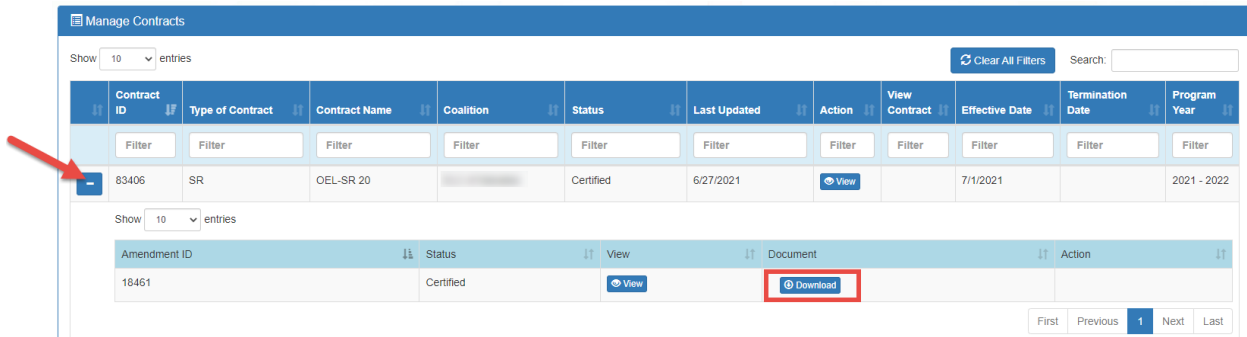 Manage Contracts
Show 10 entries Clear All Filters Search:
Contract ID Type of Contract Contract Name Coalition Status Last Updated Action View Contract Effective Date Termination Date Program Year
Filter Filter Filter Filter Filter Filter Filter Filter Filter Filter Filter
83406 SR OEL-SR 20 Certified 6/27/2021 View 7/1/2021 2021 - 2022
Show 10 entries
Amendment ID Status View Document Action
18461 Certified View Download
First Previous 1 Next Last